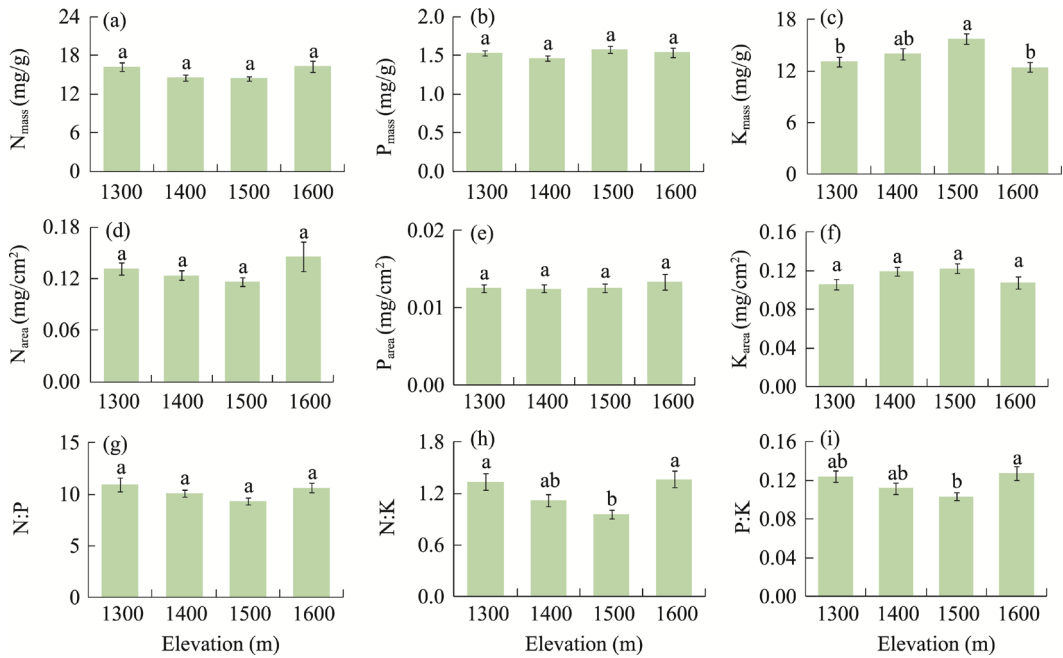 24
18
12
6
0
N_mass (mg/g)
(a)
a a a a
1300 1400 1500 1600
2.0
1.5
1.0
0.5
0.0
P_mass (mg/g)
(b)
a a a a
1300 1400 1500 1600
18
12
6
0
K_mass (mg/g)
(c)
b ab a b
1300 1400 1500 1600
0.18
0.12
0.06
0.00
N_area (mg/cm²)
(d)
a a a a
1300 1400 1500 1600
0.02
0.01
0.00
P_area (mg/cm²)
(e)
a a a a
1300 1400 1500 1600
0.16
0.12
0.08
0.04
0.00
K_area (mg/cm²)
(f)
a a a a
1300 1400 1500 1600
15
10
5
0
N:P
(g)
a a a a
1300 1400 1500 1600
Elevation (m)
1.8
1.2
0.6
0.0
N:K
(h)
a ab b a
1300 1400 1500 1600
Elevation (m)
0.16
0.12
0.08
0.04
0.00
P:K
(i)
ab ab b a
1300 1400 1500 1600
Elevation (m)